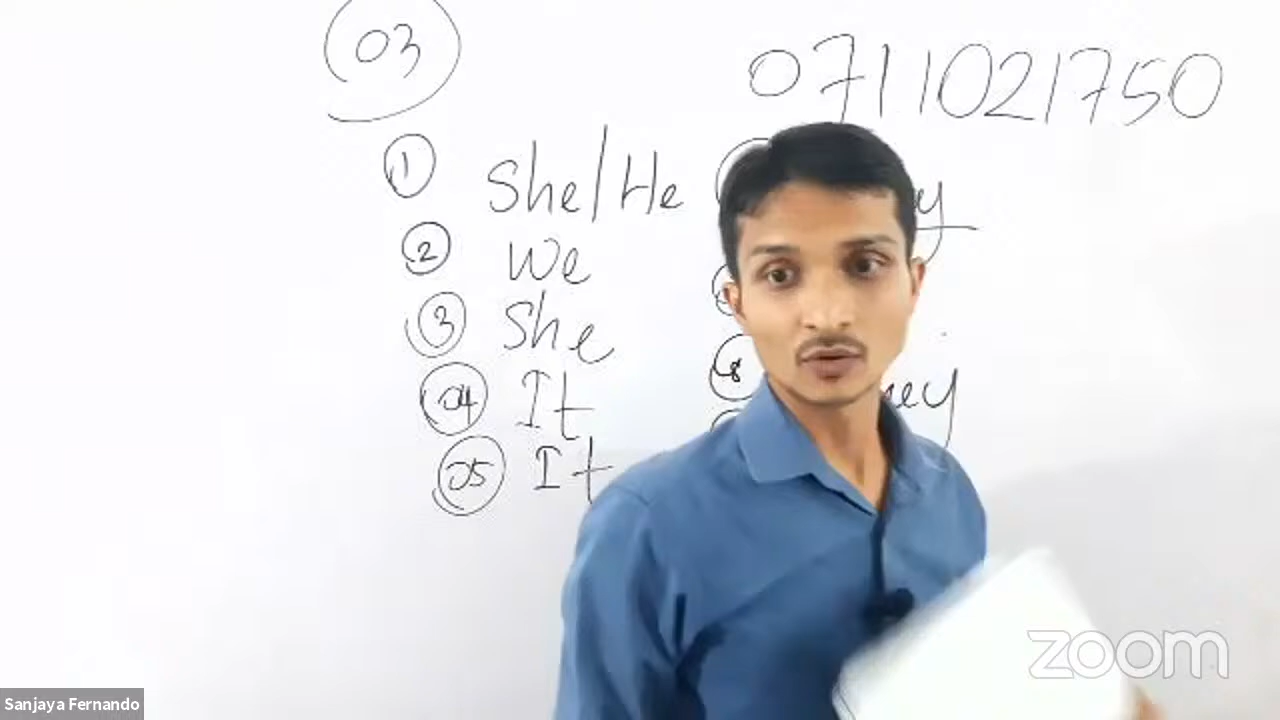 03
0711021750
① She/He
② We
③ She
04 It
05 It
8
Sanjaya Fernando
zoom